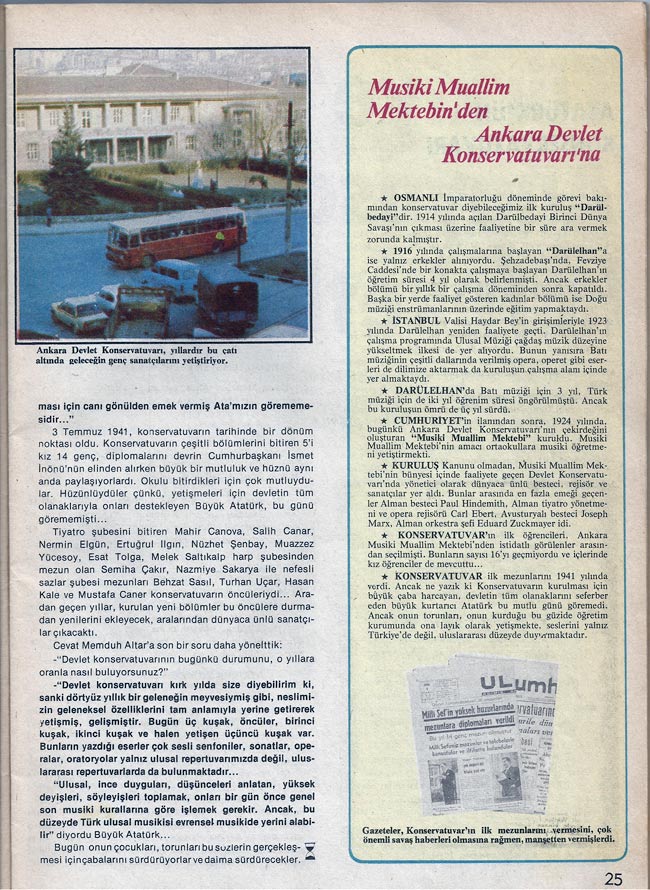 Ankara Devlet Konservatuvarı, yıllardır bu çatı
altında geleceğin genç sanatçılarını yetiştiriyor.
ması için canı gönülden emek vermiş Ata'mızın görememe-
sidir..."
3 Temmuz 1941, konservatuvarın tarihinde bir dönüm
noktası oldu. Konservatuvarın çeşitli bölümlerini bitiren 5'i
kız 14 genç, diplomalarını devrin Cumhurbaşkanı İsmet
İnönü'nün elinden alırken büyük bir mutluluk ve hüznü aynı
anda paylaşıyorlardı. Okulu bitirdikleri için çok mutluydu-
lar. Hüzünlüydüler çünkü, yetişmeleri için devletin tüm
olanaklarıyla onları destekleyen Büyük Atatürk, bu günü
görememişti...
Tiyatro şubesini bitiren Mahir Canova, Salih Canar,
Nermin Elgün, Ertuğrul Ilgın, Nüzhet Şenbay, Muazzez
Yücesoy, Esat Tolga, Melek Saltıkalp harp şubesinden
mezun olan Semiha Çakır, Nazmiye Sakarya ile nefesli
sazlar şubesi mezunları Behzat Sasıl, Turhan Uçar, Hasan
Kale ve Mustafa Caner konservatuvarın öncüleriydi... Ara-
dan geçen yıllar, kurulan yeni bölümler bu öncülere durma-
dan yenilerini ekleyecek, aralarından dünyaca ünlü sanatçı-
lar çıkacaktı.
Cevat Memduh Altar'a son bir soru daha yönelttik:
-"Devlet konservatuvarının bugünkü durumunu, o yıllara
oranla nasıl buluyorsunuz?"
-"Devlet konservatuvarı kırk yılda size diyebilirim ki,
sanki dörtyüz yıllık bir geleneğin meyvesiymiş gibi, neslimi-
zin geleneksel özelliklerini tam anlamıyla yerine getirerek
yetişmiş, gelişmiştir. Bugün üç kuşak, öncüler, birinci
kuşak, ikinci kuşak ve halen yetişen üçüncü kuşak var.
Bunların yazdığı eserler çok sesli senfoniler, sonatlar, ope-
ralar, oratoryolar yalnız ulusal repertuvarımızda değil, ulus-
lararası repertuvarlarda da bulunmaktadır...
"Ulusal, ince duyguları, düşünceleri anlatan, yüksek
deyişleri, söyleyişleri toplamak, onları bir gün önce genel
son musiki kurallarına göre işlemek gerekir. Ancak, bu
düzeyde Türk ulusal musikisi evrensel musikide yerini alabi-
lir" diyordu Büyük Atatürk...
Bugün onun çocukları, torunları bu sözlerin gerçekleş-
mesi için çabalarını sürdürüyorlar ve daima sürdürecekler.
Musiki Muallim
Mektebin'den
Ankara Devlet
Konservatuvarı'na
★ OSMANLI İmparatorluğu döneminde görevi bakı-
mından konservatuvar diyebileceğimiz ilk kuruluş "Darül-
bedayi"dir. 1914 yılında açılan Darülbedayi Birinci Dünya
Savaşı'nın çıkması üzerine faaliyetine bir süre ara vermek
zorunda kalmıştır.
★ 1916 yılında çalışmalarına başlayan "Darülelhan"a
ise yalnız erkekler alınıyordu. Şehzadebaşı'nda, Fevziye
Caddesi'nde bir konakta çalışmaya başlayan Darülelhan'ın
öğretim süresi 4 yıl olarak belirlenmişti. Ancak erkekler
bölümü bir yıllık bir çalışma döneminden sonra kapatıldı.
Başka bir yerde faaliyet gösteren kadınlar bölümü ise Doğu
müziği enstrümanlarının üzerinde eğitim yapmaktaydı.
★ İSTANBUL Valisi Haydar Bey'in girişimleriyle 1923
yılında Darülelhan yeniden faaliyete geçti. Darülelhan'ın
çalışma programında Ulusal Müziği çağdaş müzik düzeyine
yükseltmek ilkesi de yer alıyordu. Bunun yanısıra Batı
müziğinin çeşitli dallarında verilmiş opera, operet gibi eser-
leri de dilimize aktarmak da kuruluşun çalışma alanı içinde
yer almaktaydı.
★ DARÜLELHAN'da Batı müziği için 3 yıl, Türk
müziği için de iki yıl öğrenim süresi öngörülmüştü. Ancak
bu kuruluşun ömrü de üç yıl sürdü.
★ CUMHURİYET'in ilanından sonra, 1924 yılında,
bugünkü Ankara Devlet Konservatuvarı'nın çekirdeğini
oluşturan "Musiki Muallim Mektebi" kuruldu. Musiki
Muallim Mektebi'nin amacı ortaokullara musiki öğretme-
ni yetiştirmekti.
★ KURULUŞ Kanunu olmadan, Musiki Muallim Mek-
tebi'nin bünyesi içinde faaliyete geçen Devlet Konservatu-
varı'nda yönetici olarak dünyaca ünlü besteci, rejisör ve
sanatçılar yer aldı. Bunlar arasında en fazla emeği geçen-
ler Alman besteci Paul Hindemith, Alman tiyatro yönetme-
ni ve opera rejisörü Carl Ebert, Avusturyalı besteci Joseph
Marx, Alman orkestra şefi Eduard Zuckmayer idi.
★ KONSERVATUVAR'ın ilk öğrencileri, Ankara
Musiki Muallim Mektebi'nden istidatlı görülenler arasın-
dan seçilmişti. Bunların sayısı 16'yı geçmiyordu ve içlerinde
kız öğrenciler de mevcuttu...
★ KONSERVATUVAR ilk mezunlarını 1941 yılında
verdi. Ancak ne yazık ki Konservatuvarın kurulması için
büyük çaba harcayan, devletin tüm olanaklarını seferber
eden büyük kurtarıcı Atatürk bu mutlu günü göremedi.
Ancak onun torunları, onun kurduğu bu güzide öğretim
kurumunda ona layık olarak yetişmekte, seslerini yalnız
Türkiye'de değil, uluslararası düzeyde duyurmaktadır.
ULumh
Milli Şef'in yüksek huzurlarında
mezunlara diplomaları verildi
Bu yıl 14 genç mezun oluyor
Gazeteler, Konservatuvar'ın ilk mezunlarını vermesini, çok
önemli savaş haberleri olmasına rağmen, manşetten vermişlerdi.
25